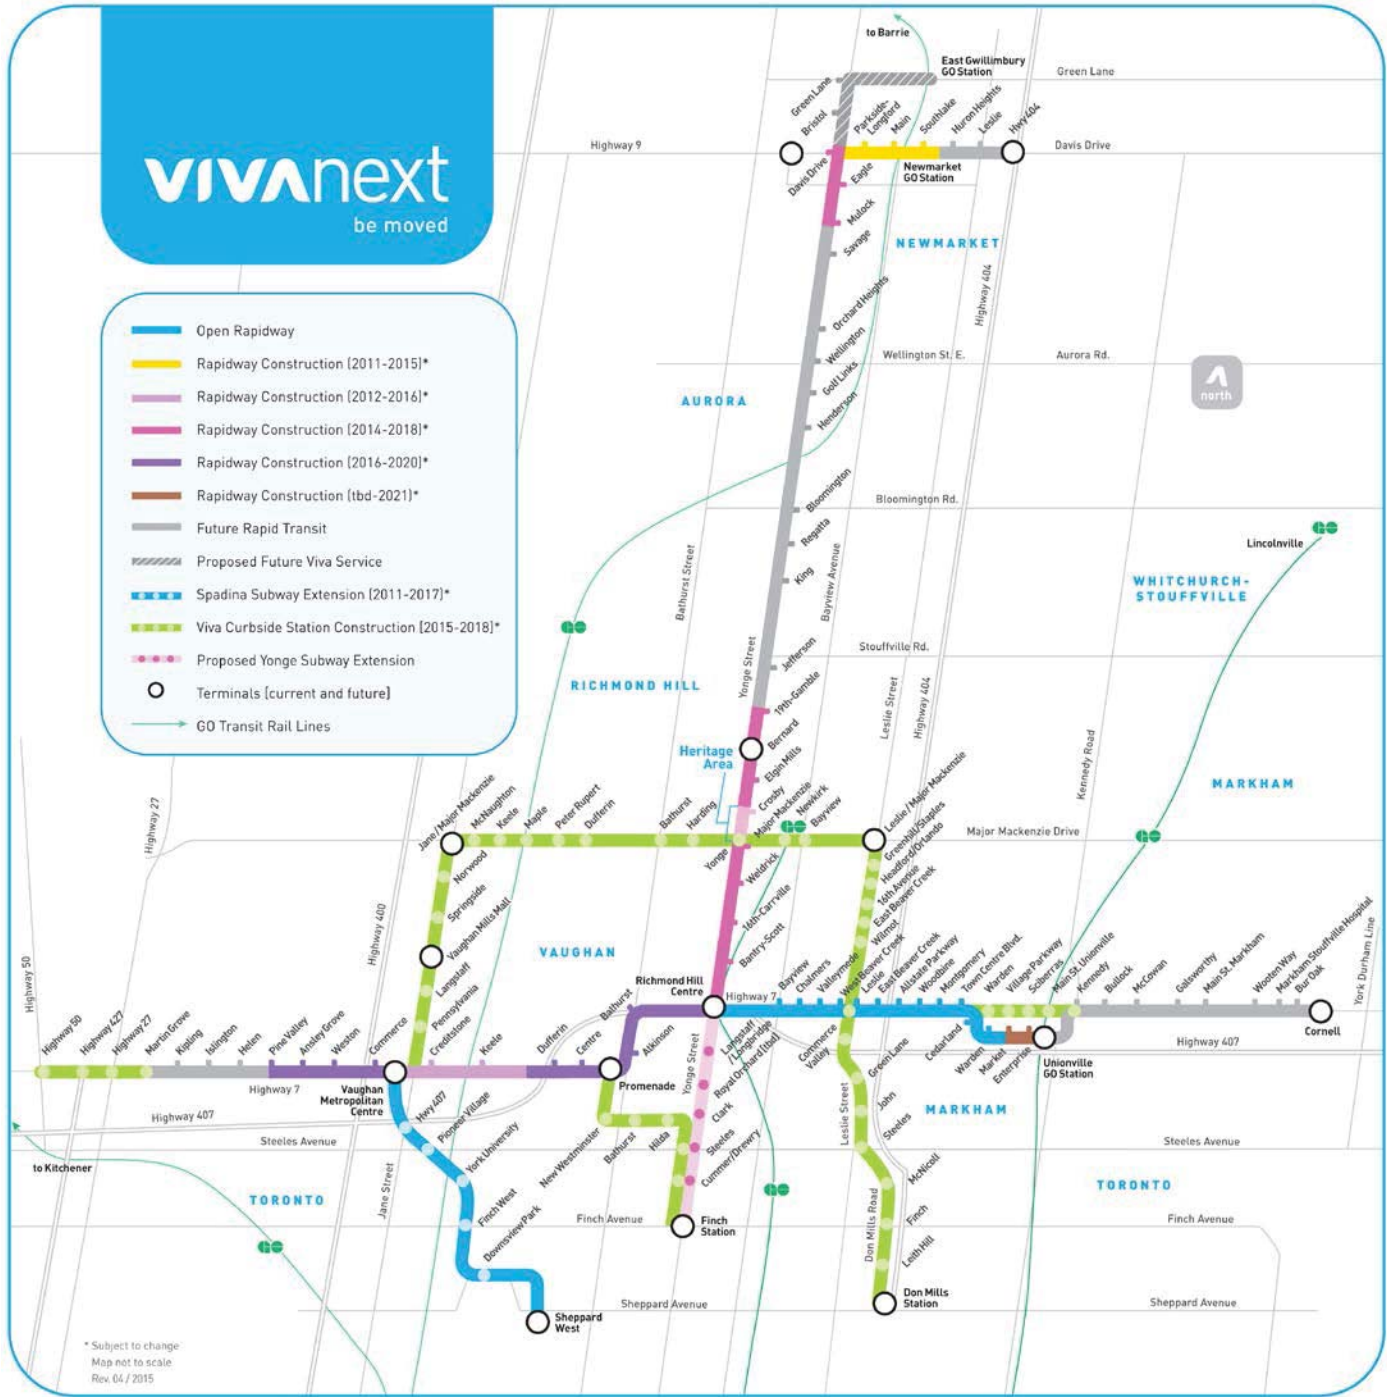 to Barrie
East Gwillimbury
GO Station
Green Lane
Green Lane
Bristol
Parkside-
Longford
Main
Southlake
Huron Heights
Leslie
Hwy 404
Highway 9
Davis Drive
Davis Drive
Eagle
Newmarket
GO Station
Mulock
Savage
NEWMARKET
Highway 404
VIVAnext
be moved
Open Rapidway
Rapidway Construction (2011-2015)*
Rapidway Construction (2012-2016)*
Rapidway Construction (2014-2018)*
Rapidway Construction (2016-2020)*
Rapidway Construction (tbd-2021)*
Future Rapid Transit
Proposed Future Viva Service
Spadina Subway Extension (2011-2017)*
Viva Curbside Station Construction (2015-2018)*
Proposed Yonge Subway Extension
Terminals (current and future)
GO Transit Rail Lines
Orchard Heights
Wellington
Wellington St. E.
Aurora Rd.
Golf Links
Henderson
AURORA
north
Bloomington
Bloomington Rd.
Regatta
King
Bathurst Street
Bayview Avenue
Lincolnville
WHITCHURCH-
STOUFFVILLE
Stouffville Rd.
Jefferson
Yonge Street
19th-Gamble
RICHMOND HILL
Leslie Street
Highway 404
Bernard
Heritage
Area
Elgin Mills
Crosby
Major Mackenzie
Newkirk
Bayview
Kennedy Road
MARKHAM
Highway 27
Jane / Major Mackenzie
McNaughton
Keele
Maple
Peter Rupert
Dufferin
Bathurst
Harding
Yonge
Leslie / Major Mackenzie
Major Mackenzie Drive
Greenhill/Staples
Headford/Orlando
16th Avenue
East Beaver Creek
Wilmot
West Beaver Creek
Norwood
Springside
Vaughan Mills Mall
Langstaff
Pennsylvania
Highway 400
VAUGHAN
Weldrick
16th-Carrville
Bantry-Scott
Richmond Hill
Centre
Highway 7
Bayview
Chalmers
Valleymede
Leslie
East Beaver Creek
Allstate Parkway
Woodbine
Montgomery
Town Centre Blvd.
Warden
Village Parkway
Sciberras
Main St. Unionville
Kennedy
Bullock
McCowan
Galsworthy
Main St. Markham
Wooten Way
Markham Stouffville Hospital
Bur Oak
York Durham Line
Cornell
Highway 50
Highway 50
Highway 427
Highway 27
Martin Grove
Kipling
Islington
Helen
Pine Valley
Ansley Grove
Weston
Commerce
Creditstone
Keele
Dufferin
Centre
Bathurst
Atkinson
Promenade
Highway 7
Vaughan
Metropolitan
Centre
Highway 407
Hwy 407
Pioneer Village
York University
Finch West
Downsview Park
Sheppard
West
Langstaff
/Longbridge
Royal Orchard (tbd)
Clark
Steeles
Cummer/Drewry
Yonge Street
New Westminster
Bathurst
Hilda
Finch
Station
Commerce
Valley
Green Lane
John
Steeles
McNicoll
Finch
Leith Hill
Don Mills
Station
Leslie Street
Don Mills Road
Cedarland
Warden
Market
Enterprise
Unionville
GO Station
Highway 407
MARKHAM
Steeles Avenue
Steeles Avenue
to Kitchener
TORONTO
TORONTO
Jane Street
Finch Avenue
Finch Avenue
Sheppard Avenue
Sheppard Avenue
* Subject to change
Map not to scale
Rev. 04 / 2015